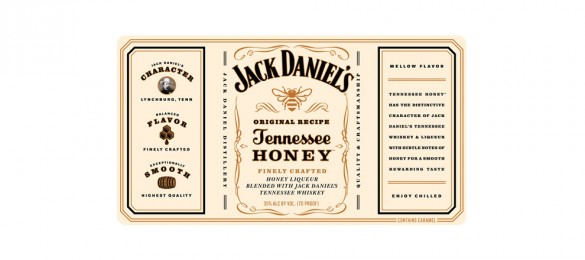 JACK DANIEL'S
CHARACTER
LYNCHBURG, TENN
BALANCED
FLAVOR
FINELY CRAFTED
EXCEPTIONALLY
SMOOTH
HIGHEST QUALITY
JACK DANIEL DISTILLERY
JACK DANIEL'S
ORIGINAL RECIPE
Tennessee
HONEY
FINELY CRAFTED
HONEY LIQUEUR
BLENDED WITH JACK DANIEL'S
TENNESSEE WHISKEY
35% ALC BY VOL. (70 PROOF)
QUALITY & CRAFTSMANSHIP
MELLOW FLAVOR
TENNESSEE HONEY
HAS THE DISTINCTIVE
CHARACTER OF JACK
DANIEL'S TENNESSEE
WHISKEY & LIQUEUR
WITH SUBTLE NOTES OF
HONEY FOR A SMOOTH
REWARDING TASTE
ENJOY CHILLED
CONTAINS CARAMEL